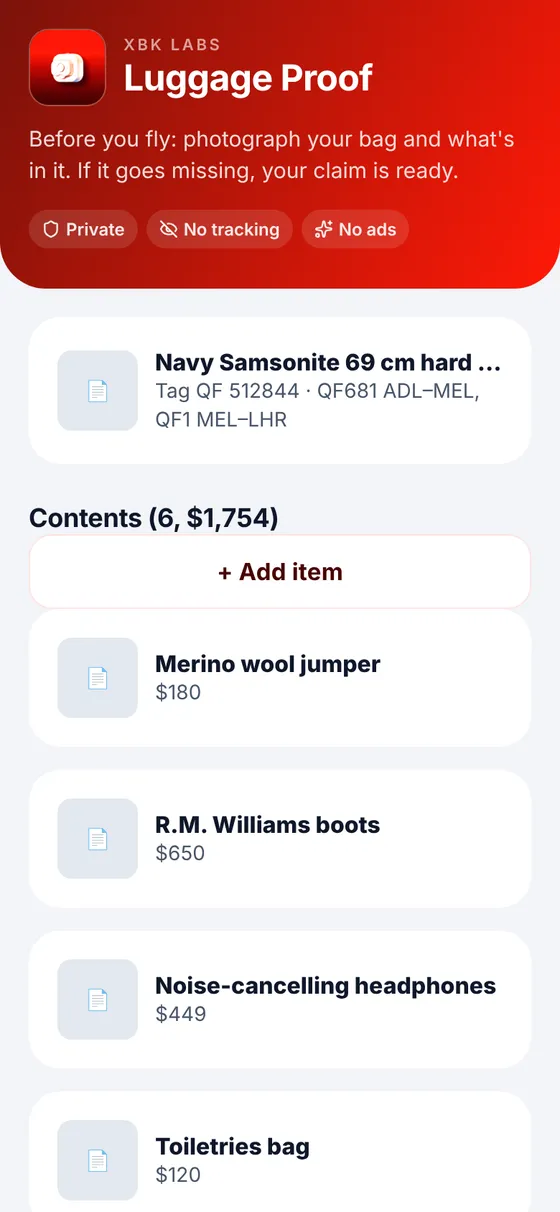 XBK LABS
Luggage Proof
Before you fly: photograph your bag and what's
in it. If it goes missing, your claim is ready.
Private
No tracking
No ads
Navy Samsonite 69 cm hard ...
Tag QF 512844 · QF681 ADL–MEL,
QF1 MEL–LHR
Contents (6, $1,754)
+ Add item
Merino wool jumper
$180
R.M. Williams boots
$650
Noise-cancelling headphones
$449
Toiletries bag
$120